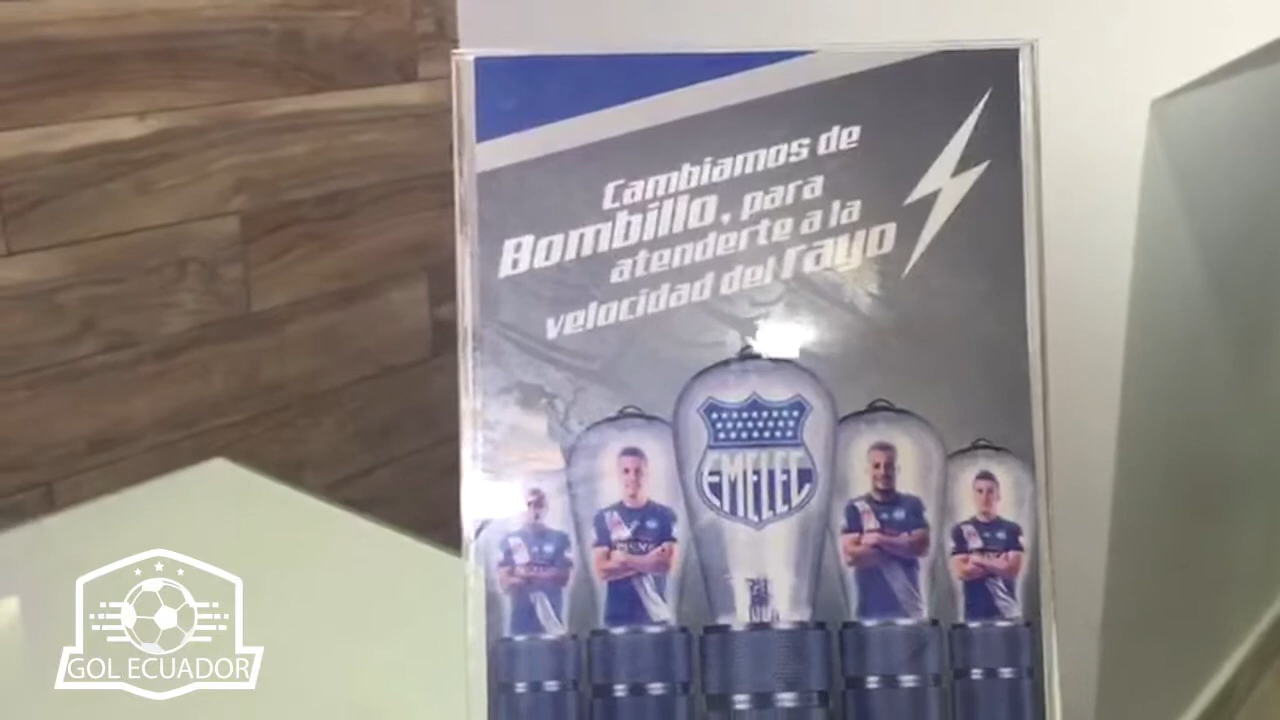 Cambiamos de
Bombillo, para
atenderte a la
velocidad del rayo
EMELEC
GOL ECUADOR